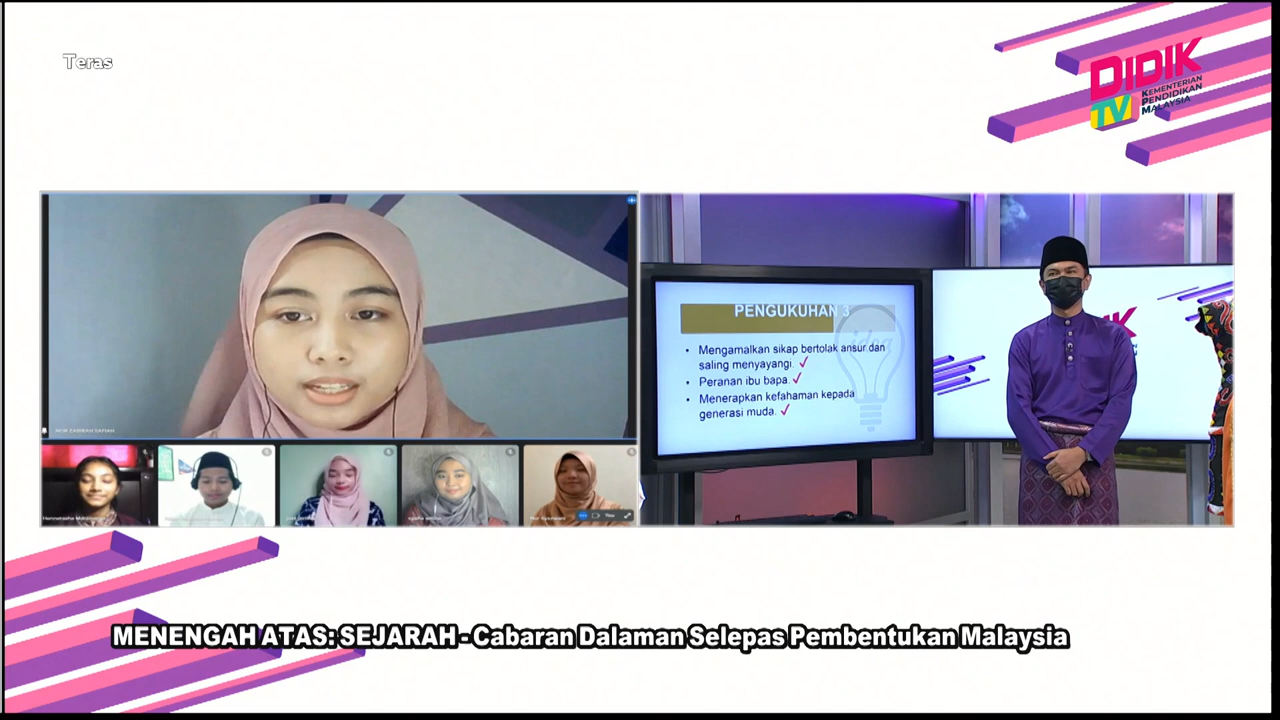 Teras
DIDIK
TV
KEMENTERIAN
PENDIDIKAN
MALAYSIA
PENGUKUHAN 3
idea
• Mengamalkan sikap bertolak ansur dan
saling menyayangi.
• Peranan ibu bapa.
• Menerapkan kefahaman kepada
generasi muda.
MENENGAH ATAS: SEJARAH - Cabaran Dalaman Selepas Pembentukan Malaysia